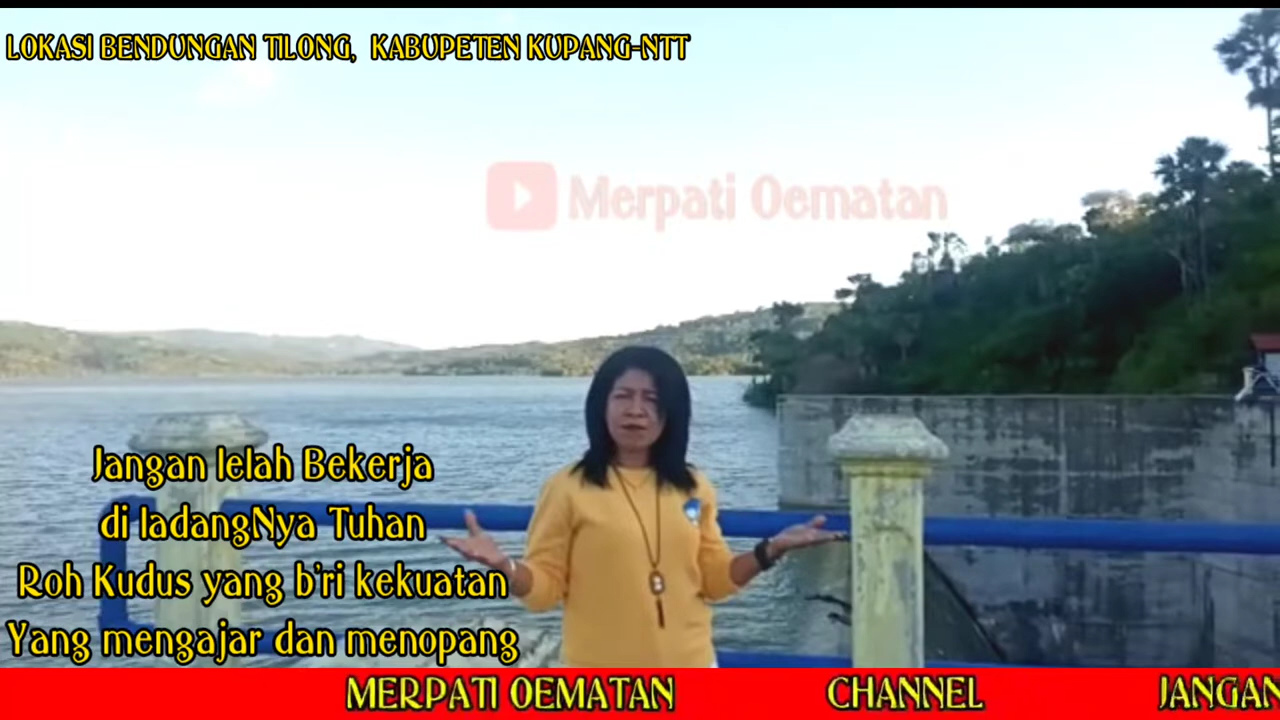 LOKASI BENDUNGAN TILONG, KABUPETEN KUPANG-NTT
Merpati Oematan
Jangan lelah Bekerja
di ladangNya Tuhan
Roh Kudus yang b'ri kekuatan
Yang mengajar dan menopang
MERPATI OEMATAN CHANNEL JANGAN